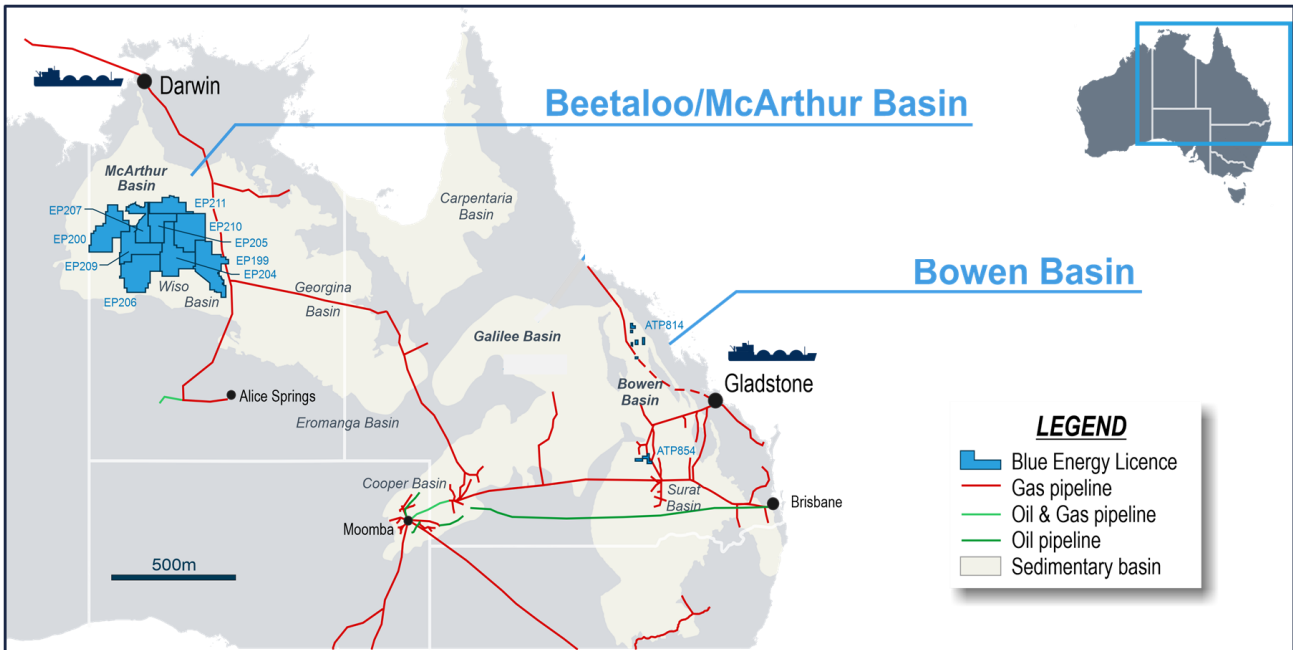 Darwin
Beetaloo/McArthur Basin
McArthur
Basin
Carpentaria
Basin
EP207
EP211
EP200
EP210
EP205
EP209
EP199
EP204
EP206
Wiso
Basin
Georgina
Basin
Bowen Basin
Galilee Basin
ATP814
Gladstone
Bowen
Basin
Alice Springs
Eromanga Basin
ATP854
Cooper Basin
Surat
Basin
Brisbane
Moomba
500m
LEGEND
Blue Energy Licence
Gas pipeline
Oil & Gas pipeline
Oil pipeline
Sedimentary basin